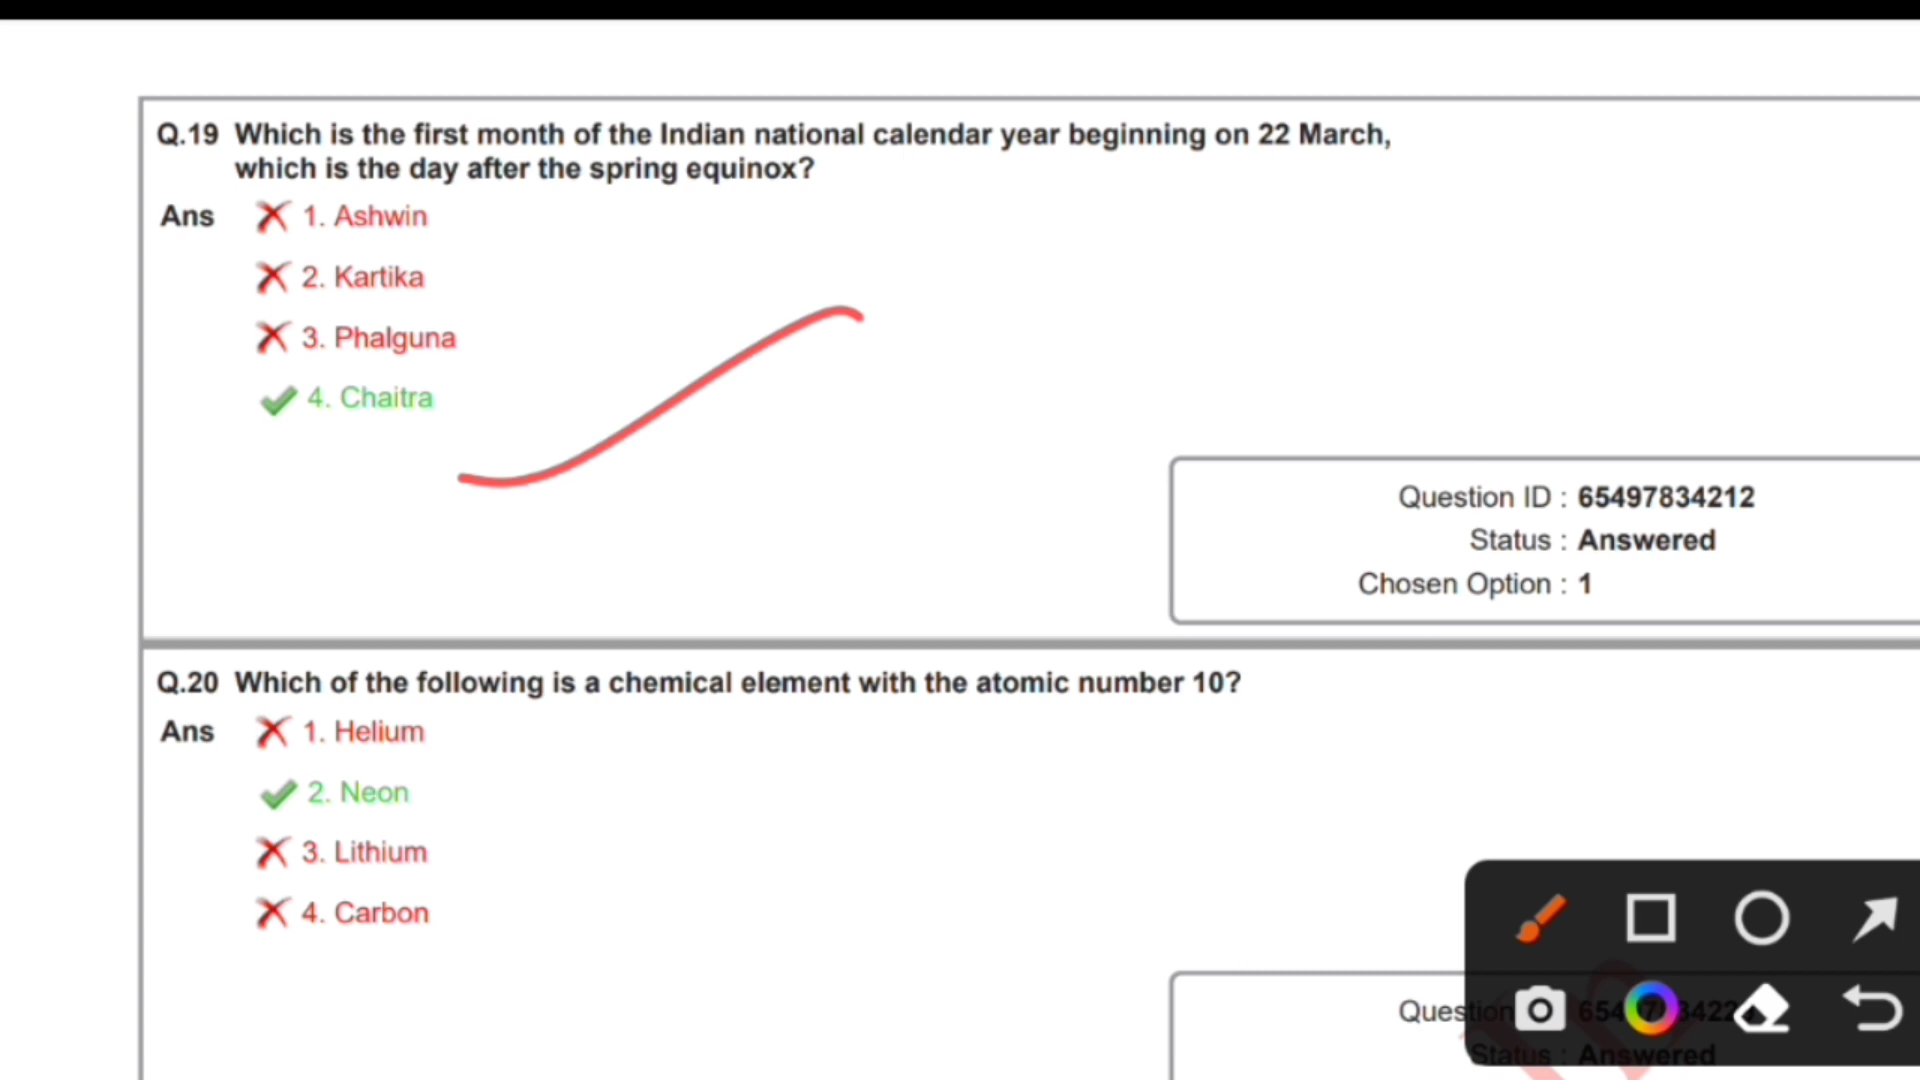 Q.19 Which is the first month of the Indian national calendar year beginning on 22 March,
which is the day after the spring equinox?
Ans 1. Ashwin
2. Kartika
3. Phalguna
4. Chaitra
Question ID : 65497834212
Status : Answered
Chosen Option : 1
Q.20 Which of the following is a chemical element with the atomic number 10?
Ans 1. Helium
2. Neon
3. Lithium
4. Carbon
Question
Status : Answered